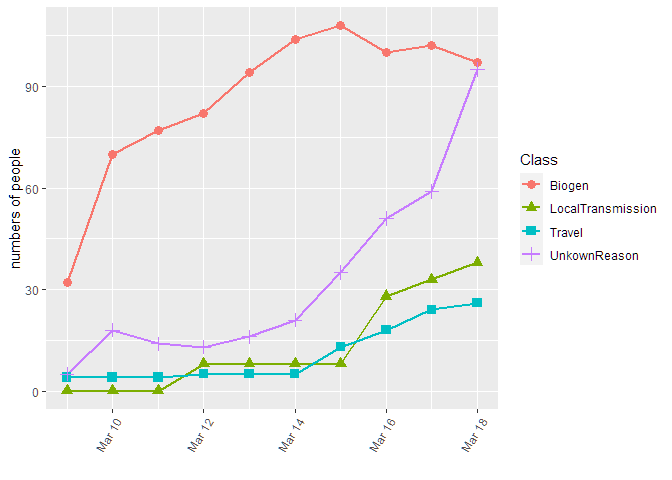 numbers of people
90
60
30
0
Mar 10
Mar 12
Mar 14
Mar 16
Mar 18
Class
Biogen
LocalTransmission
Travel
UnkownReason